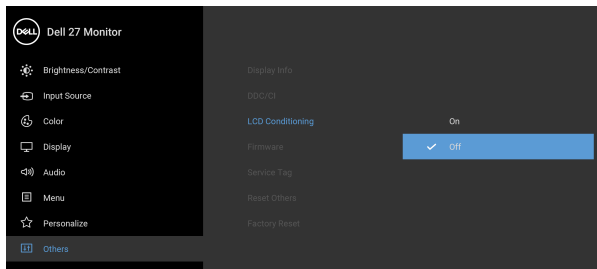 DELL Dell 27 Monitor
Brightness/Contrast
Input Source
Color
Display
Audio
Menu
Personalize
Others
Display Info
DDC/CI
LCD Conditioning
Firmware
Service Tag
Reset Others
Factory Reset
On
Off